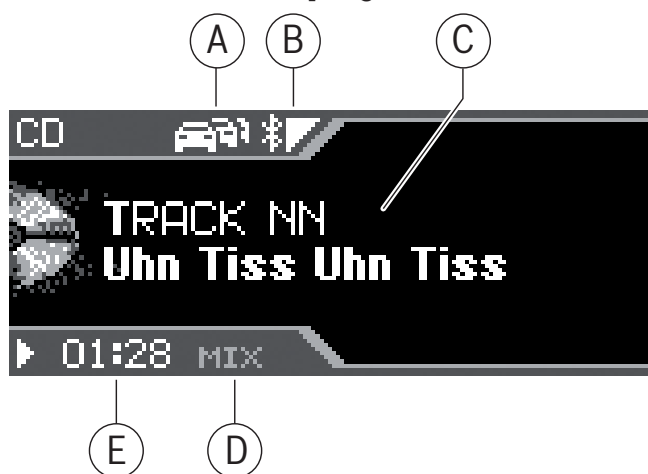 A B C
CD
TRACK NN
Uhn Tiss Uhn Tiss
01:28 MIX
E D